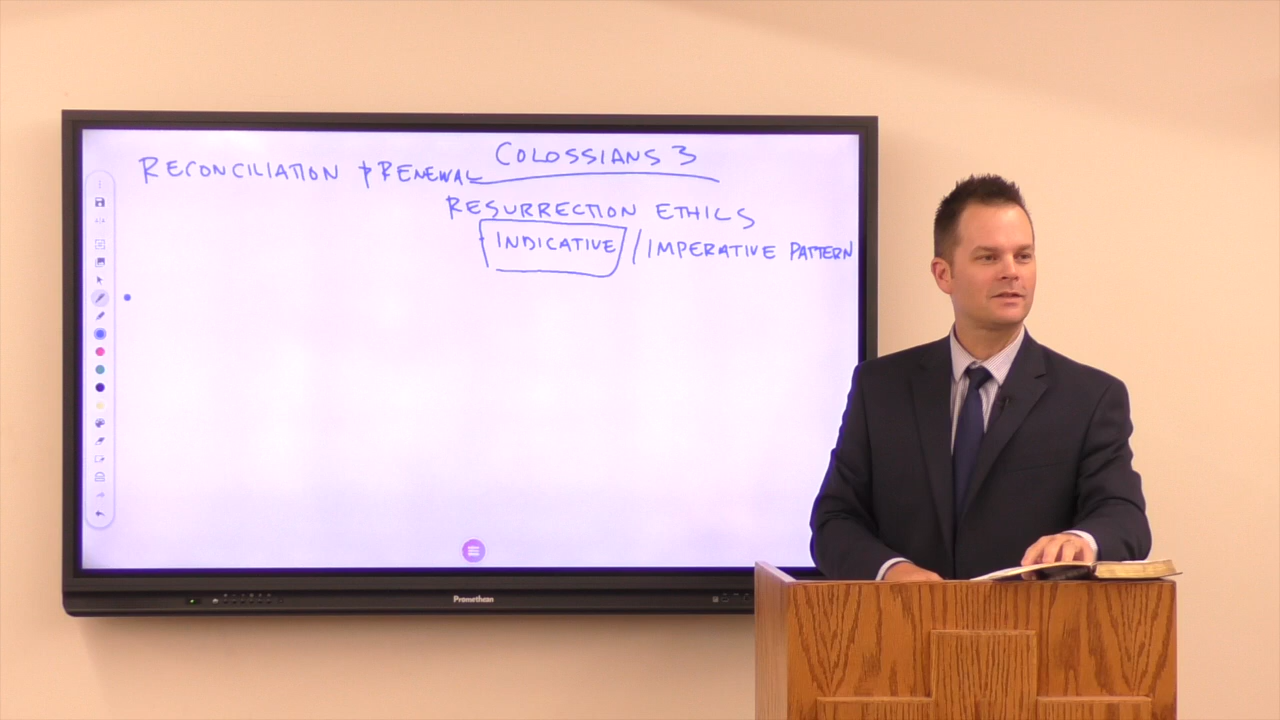 COLOSSIANS 3
RECONCILIATION & RENEWAL
RESURRECTION ETHICS
INDICATIVE / IMPERATIVE PATTERN
Promethean